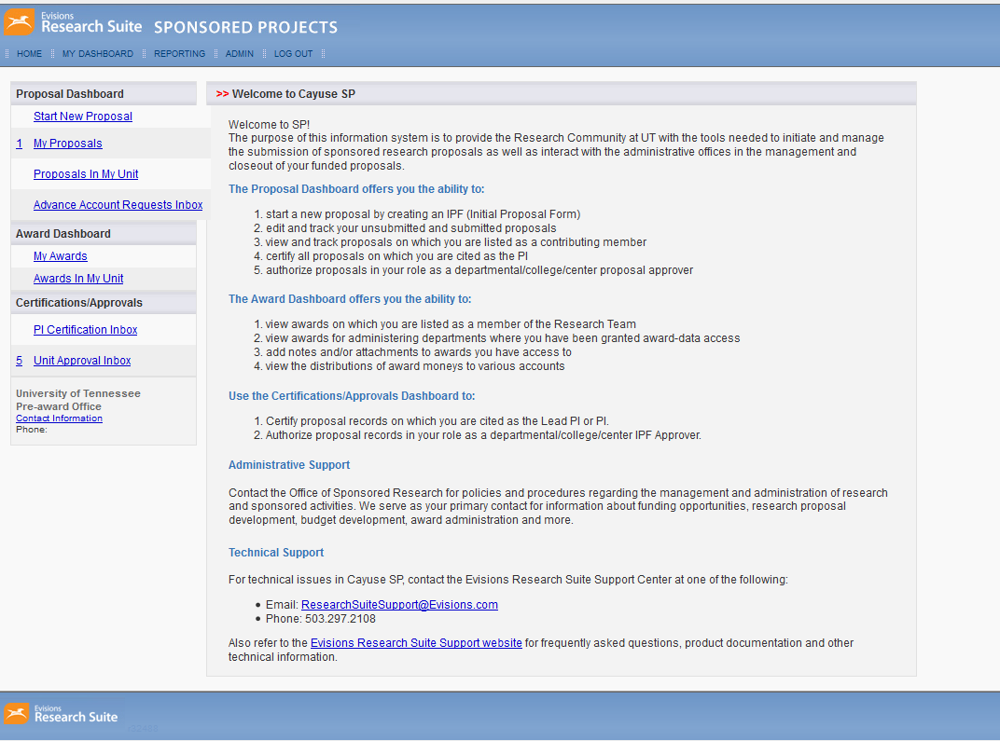 Evisions
Research Suite SPONSORED PROJECTS
HOME MY DASHBOARD REPORTING ADMIN LOG OUT
Proposal Dashboard
Start New Proposal
1 My Proposals
Proposals In My Unit
Advance Account Requests Inbox
Award Dashboard
My Awards
Awards In My Unit
Certifications/Approvals
PI Certification Inbox
5 Unit Approval Inbox
University of Tennessee
Pre-award Office
Contact Information
Phone:
>> Welcome to Cayuse SP
Welcome to SP!
The purpose of this information system is to provide the Research Community at UT with the tools needed to initiate and manage
the submission of sponsored research proposals as well as interact with the administrative offices in the management and
closeout of your funded proposals.
The Proposal Dashboard offers you the ability to:
1. start a new proposal by creating an IPF (Initial Proposal Form)
2. edit and track your unsubmitted and submitted proposals
3. view and track proposals on which you are listed as a contributing member
4. certify all proposals on which you are cited as the PI
5. authorize proposals in your role as a departmental/college/center proposal approver
The Award Dashboard offers you the ability to:
1. view awards on which you are listed as a member of the Research Team
2. view awards for administering departments where you have been granted award-data access
3. add notes and/or attachments to awards you have access to
4. view the distributions of award moneys to various accounts
Use the Certifications/Approvals Dashboard to:
1. Certify proposal records on which you are cited as the Lead PI or PI.
2. Authorize proposal records in your role as a departmental/college/center IPF Approver.
Administrative Support
Contact the Office of Sponsored Research for policies and procedures regarding the management and administration of research
and sponsored activities. We serve as your primary contact for information about funding opportunities, research proposal
development, budget development, award administration and more.
Technical Support
For technical issues in Cayuse SP, contact the Evisions Research Suite Support Center at one of the following:
• Email: ResearchSuiteSupport@Evisions.com
• Phone: 503.297.2108
Also refer to the Evisions Research Suite Support website for frequently asked questions, product documentation and other
technical information.
Evisions
Research Suite